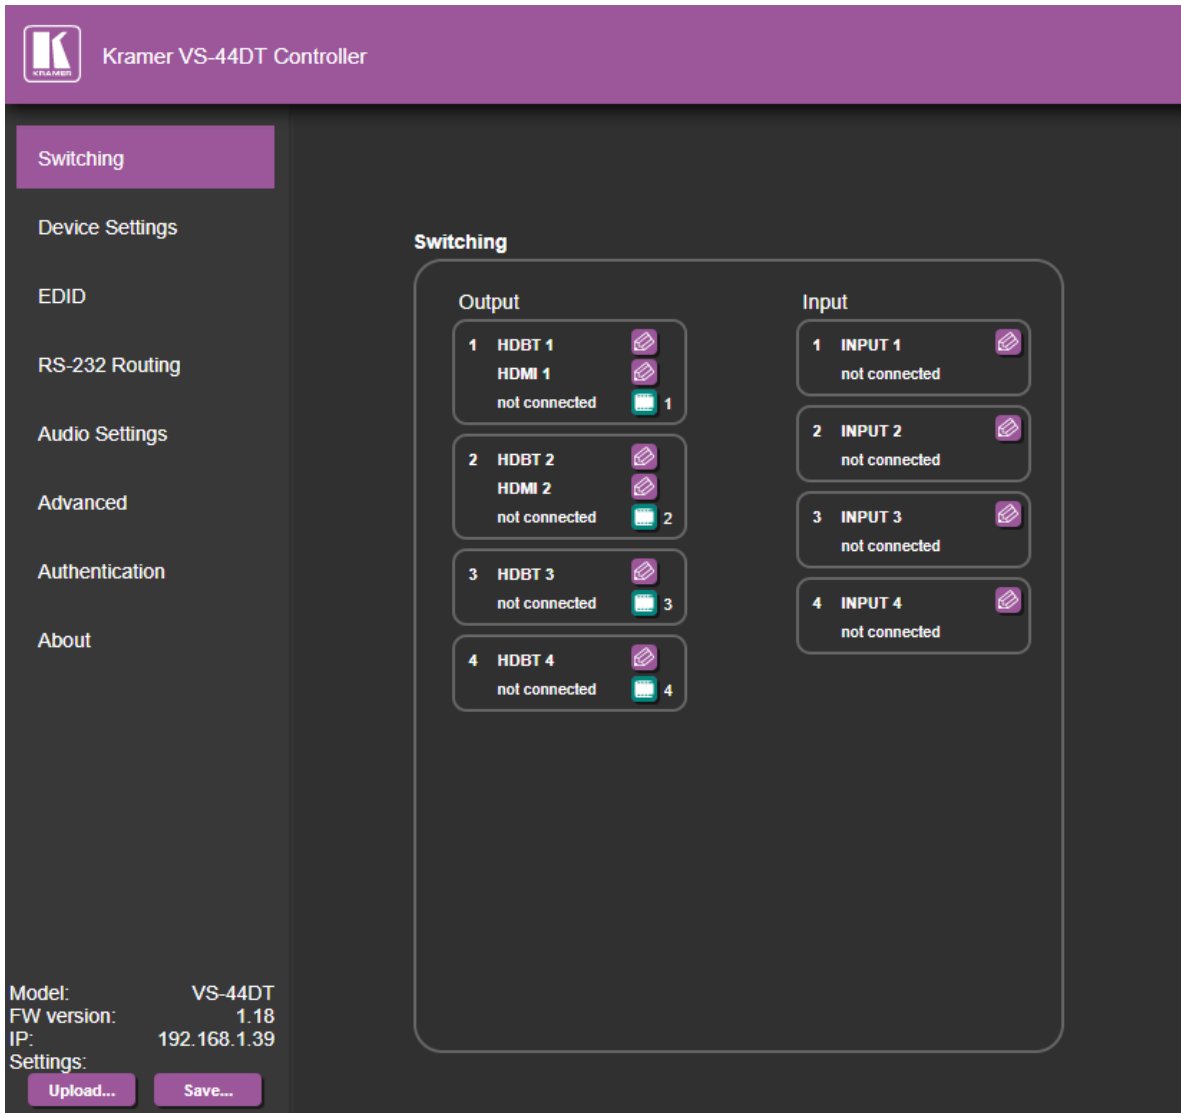 KRAMER
Kramer VS-44DT Controller
Switching
Device Settings
EDID
RS-232 Routing
Audio Settings
Advanced
Authentication
About
Model: VS-44DT
FW version: 1.18
IP: 192.168.1.39
Settings:
Upload... Save...
Switching
Output
1 HDBT 1
HDMI 1
not connected 1
2 HDBT 2
HDMI 2
not connected 2
3 HDBT 3
not connected 3
4 HDBT 4
not connected 4
Input
1 INPUT 1
not connected
2 INPUT 2
not connected
3 INPUT 3
not connected
4 INPUT 4
not connected